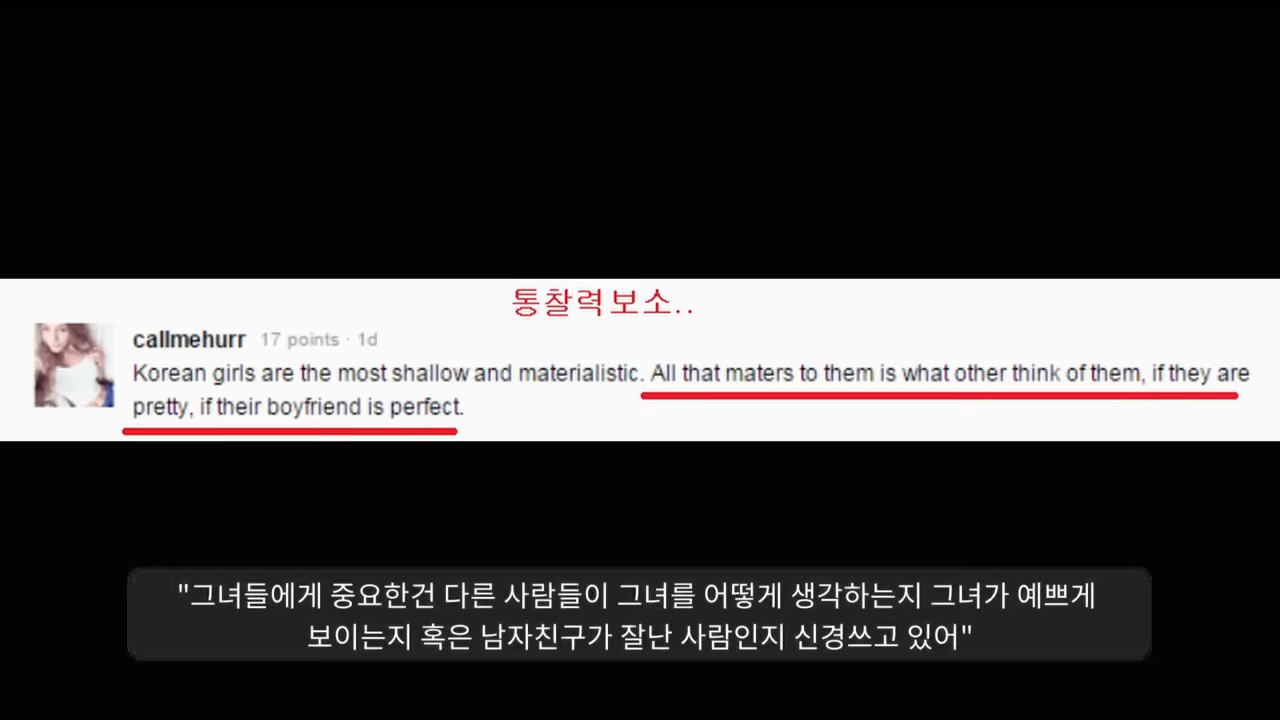 통찰력보소..
callmehurr 17 points · 1d
Korean girls are the most shallow and materialistic. All that maters to them is what other think of them, if they are
pretty, if their boyfriend is perfect.
"그녀들에게 중요한건 다른 사람들이 그녀를 어떻게 생각하는지 그녀가 예쁘게
보이는지 혹은 남자친구가 잘난 사람인지 신경쓰고 있어"